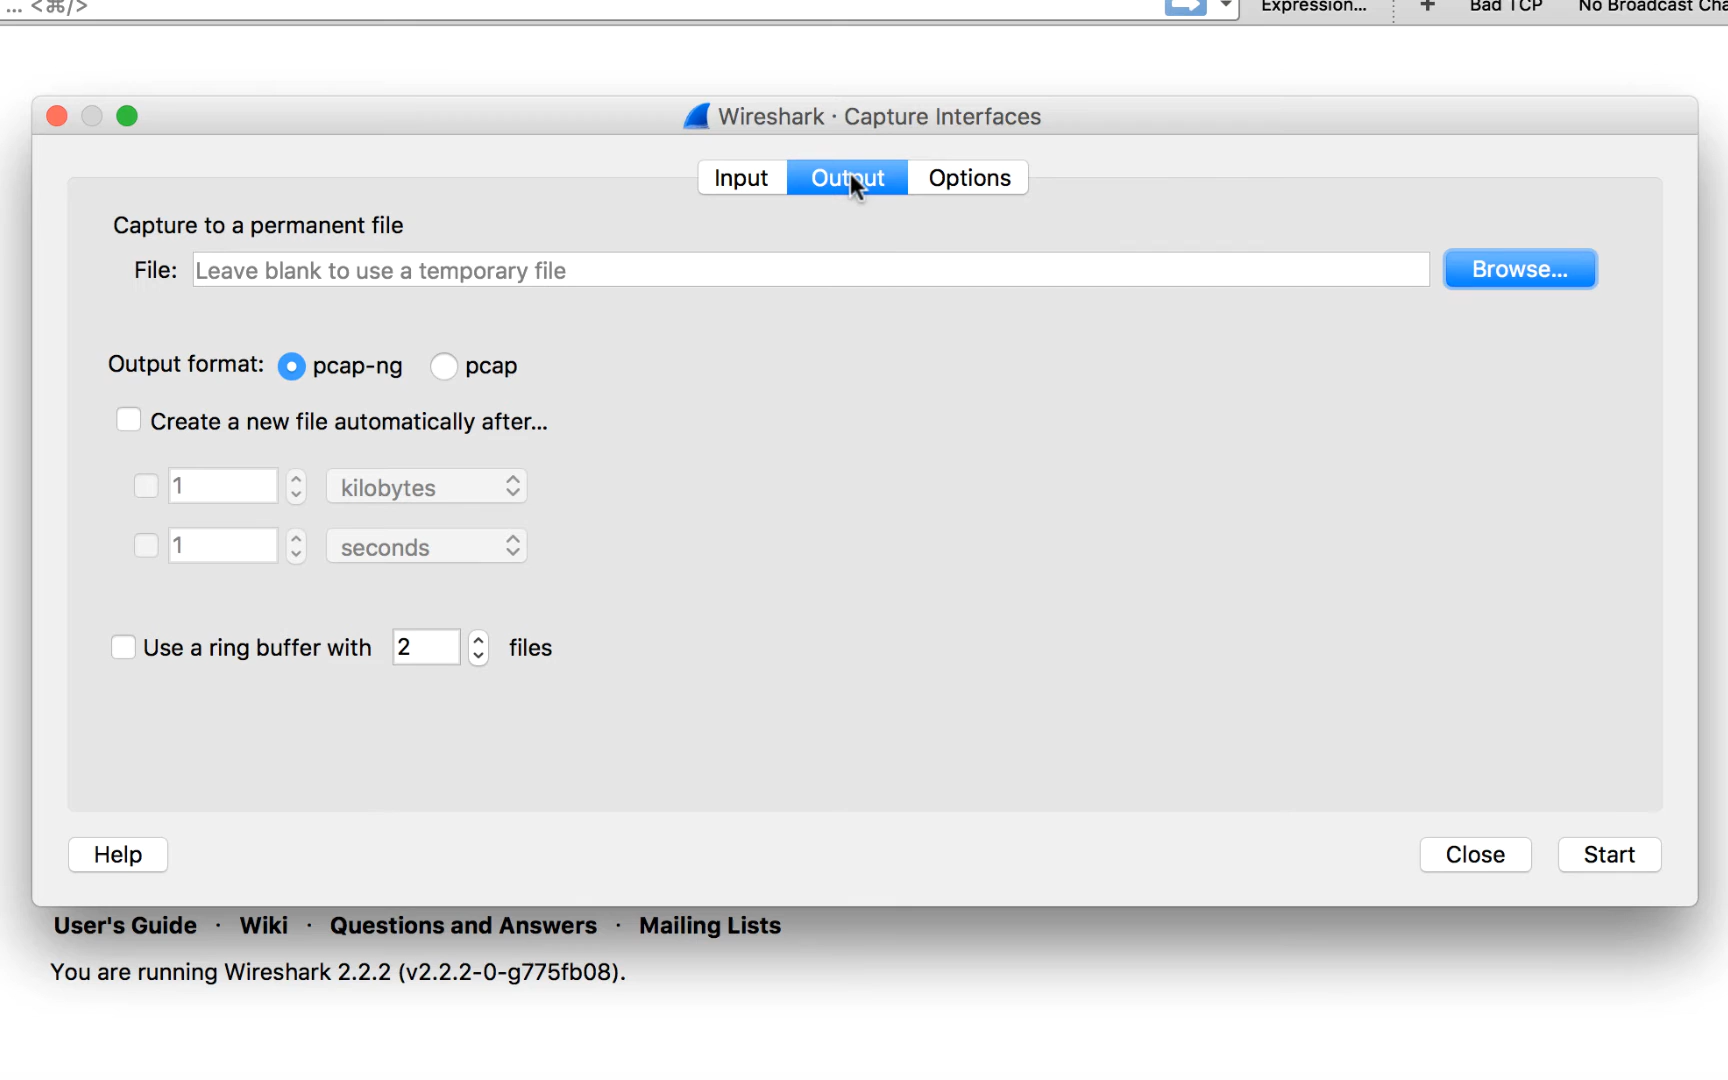 ... <⌘/>
Expression... + Bad TCP No Broadcast Cha
Wireshark · Capture Interfaces
Input Output Options
Capture to a permanent file
File: Leave blank to use a temporary file Browse...
Output format: pcap-ng pcap
Create a new file automatically after...
1 kilobytes
1 seconds
Use a ring buffer with 2 files
Help Close Start
User's Guide · Wiki · Questions and Answers · Mailing Lists
You are running Wireshark 2.2.2 (v2.2.2-0-g775fb08).